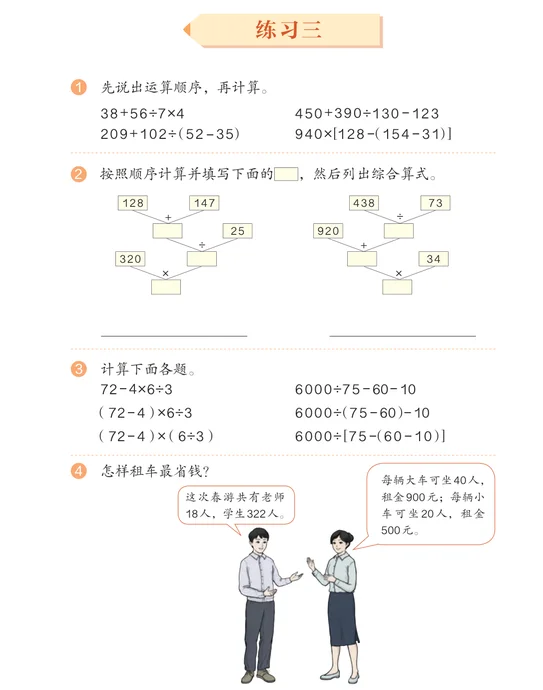 练习三
1 先说出运算顺序，再计算。
38+56÷7×4 450+390÷130-123
209+102÷(52-35) 940×[128-(154-31)]
2 按照顺序计算并填写下面的 ，然后列出综合算式。
128 147 438 73
+ ÷
25 920
÷ +
320 34
× ×
3 计算下面各题。
72-4×6÷3 6000÷75-60-10
(72-4)×6÷3 6000÷(75-60)-10
(72-4)×(6÷3) 6000÷[75-(60-10)]
4 怎样租车最省钱?
这次春游共有老师
18人，学生322人。
每辆大车可坐40人，
租金900元；每辆小
车可坐20人，租金
500元。